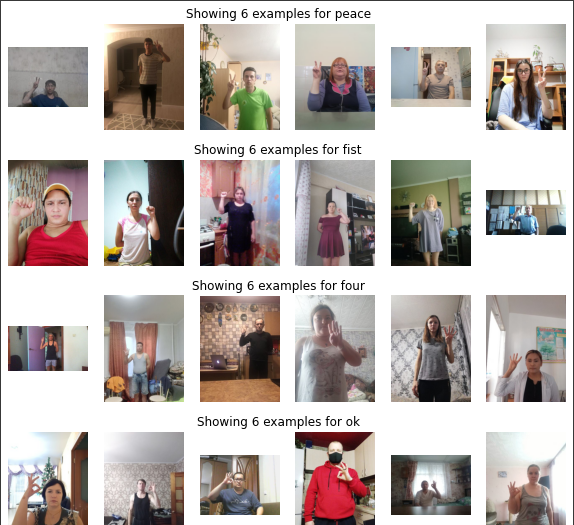 Showing 6 examples for peace
Showing 6 examples for fist
Showing 6 examples for four
Showing 6 examples for ok